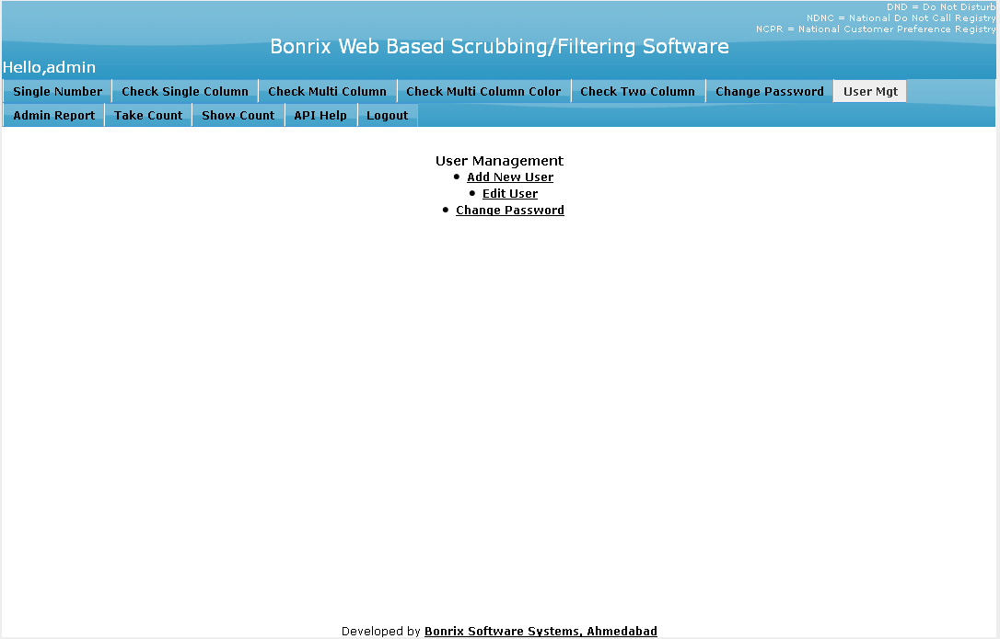 DND = Do Not Disturb
NDNC = National Do Not Call Registry
NCPR = National Customer Preference Registry
Bonrix Web Based Scrubbing/Filtering Software
Hello,admin
Single Number Check Single Column Check Multi Column Check Multi Column Color Check Two Column Change Password User Mgt
Admin Report Take Count Show Count API Help Logout
User Management
• Add New User
• Edit User
• Change Password
Developed by Bonrix Software Systems, Ahmedabad